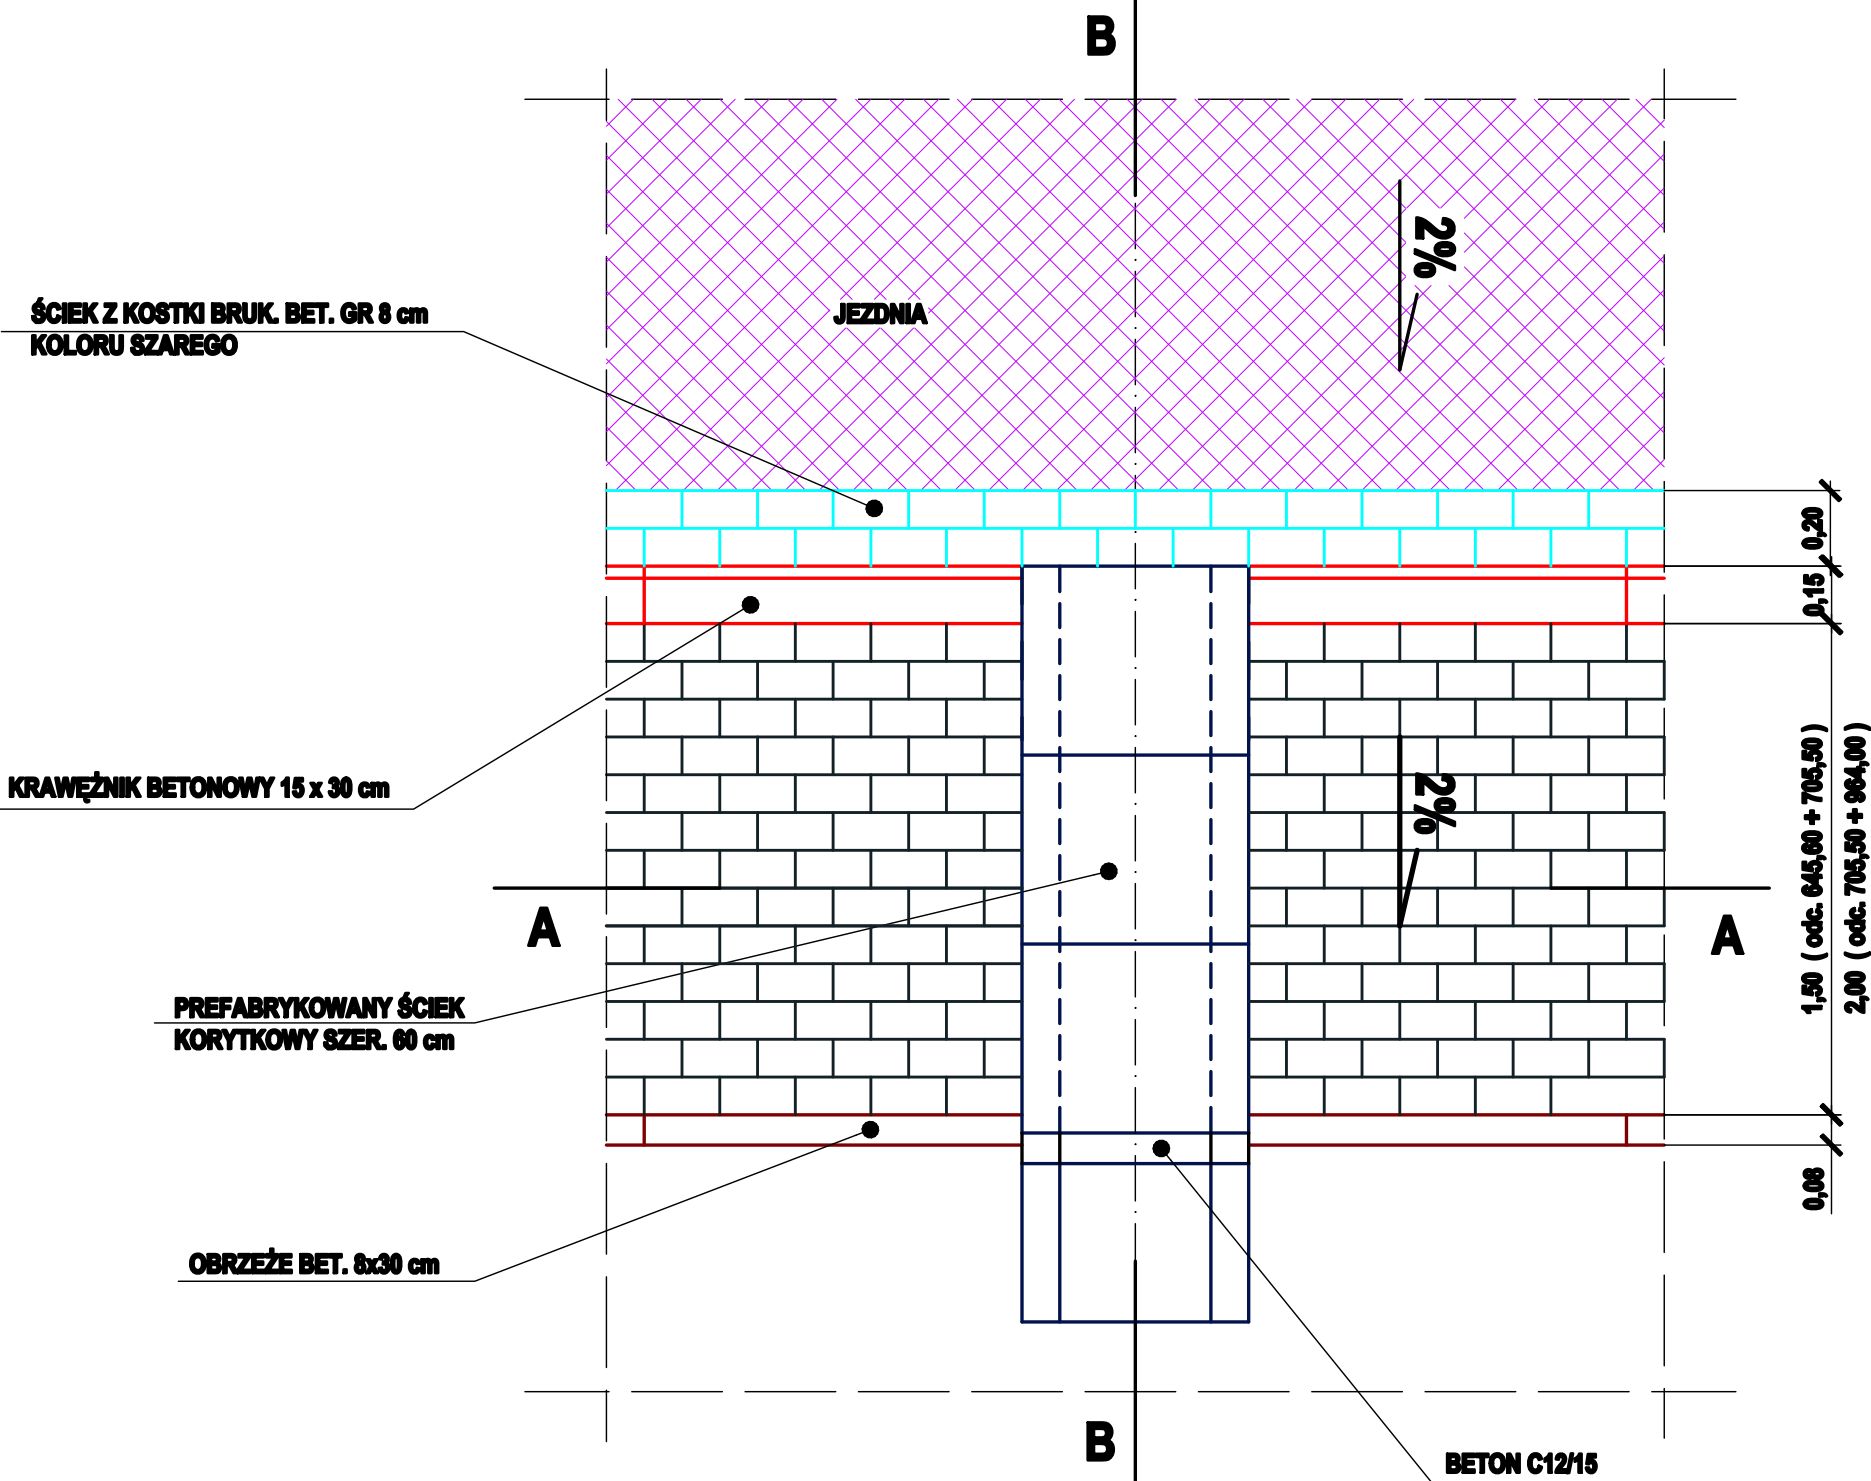 B
2%
ŚCIEK Z KOSTKI BRUK. BET. GR 8 cm
KOLORU SZAREGO
JEZDNIA
0,20
0,15
KRAWĘŻNIK BETONOWY 15 x 30 cm
2%
1,50 ( odc. 645,60 + 705,50 )
2,00 ( odc. 705,50 + 964,00 )
A
A
PREFABRYKOWANY ŚCIEK
KORYTKOWY SZER. 60 cm
0,08
OBRZEŻE BET. 8x30 cm
B
BETON C12/15